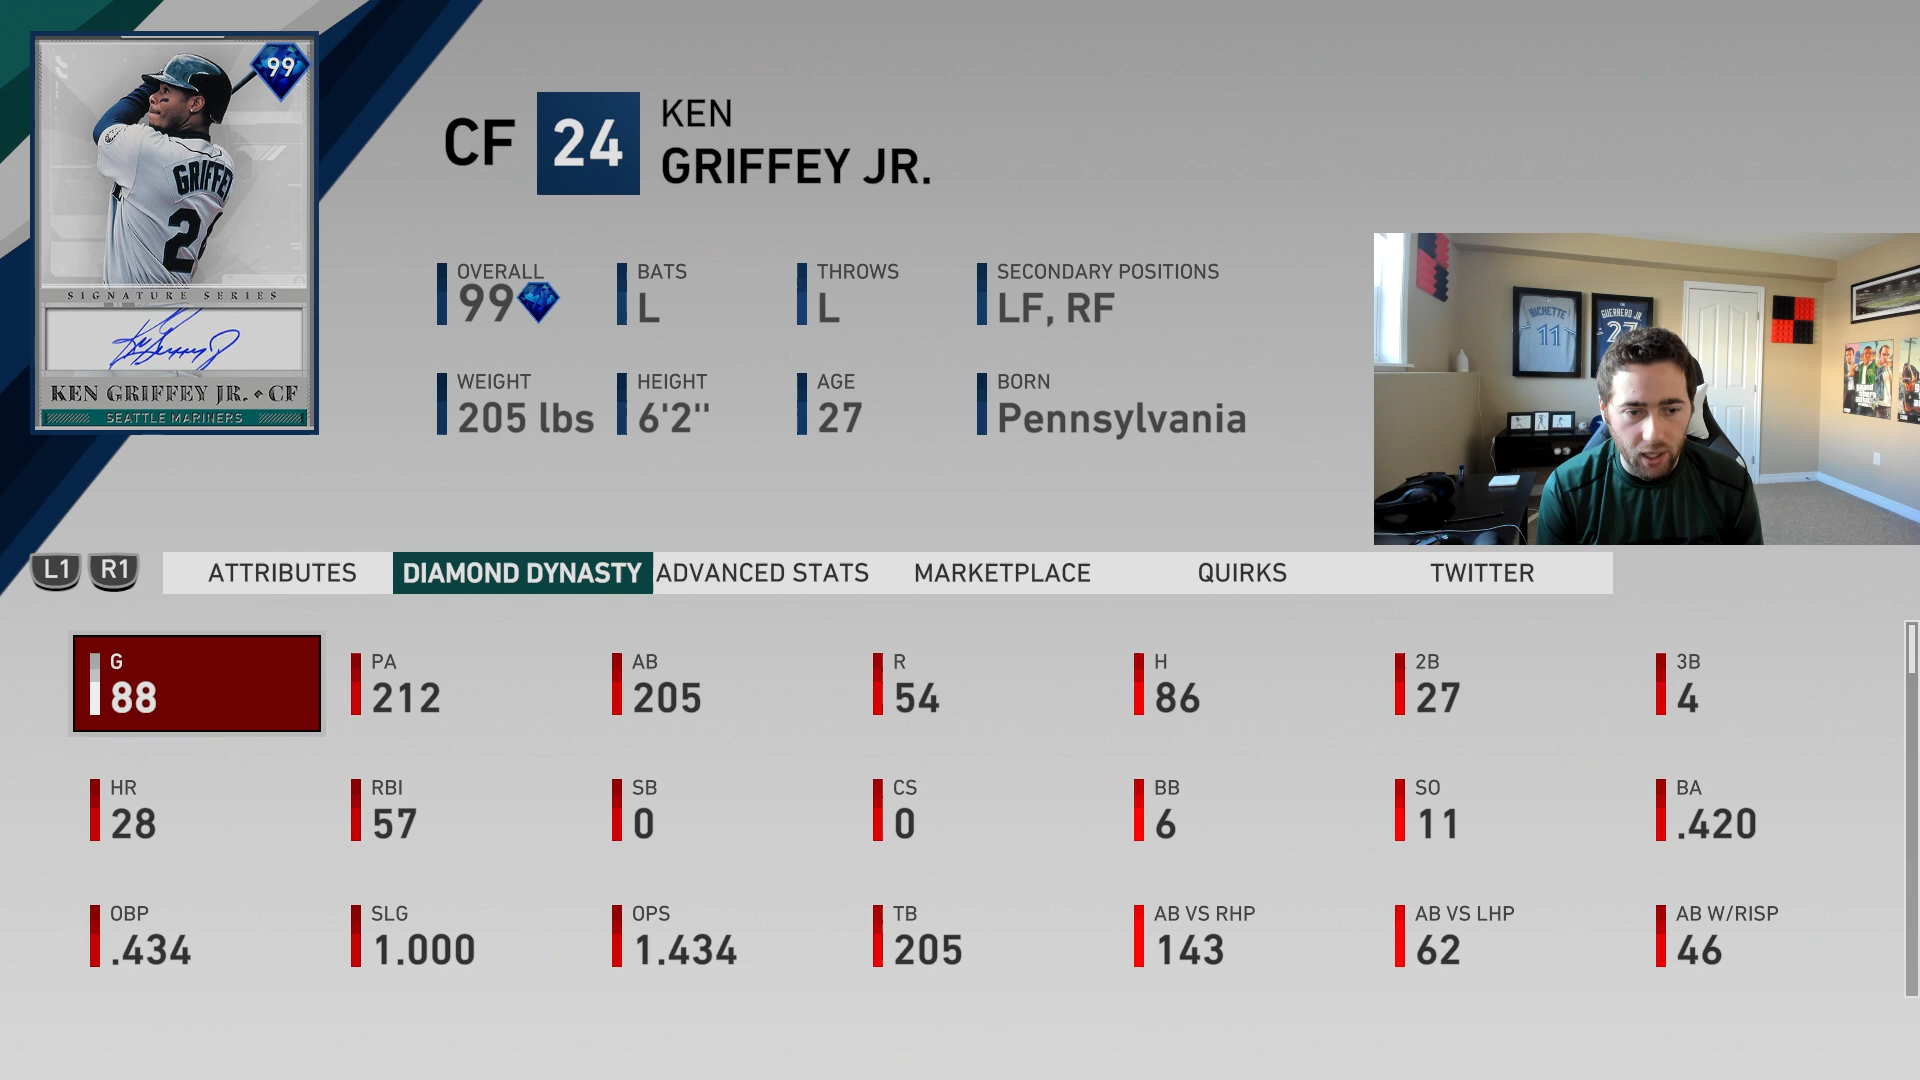 99
GRIFFEY
SIGNATURE SERIES
KEN GRIFFEY JR. CF
SEATTLE MARINERS
CF 24 KEN
GRIFFEY JR.
OVERALL BATS THROWS SECONDARY POSITIONS
99 L L LF, RF
WEIGHT HEIGHT AGE BORN
205 lbs 6'2" 27 Pennsylvania
BICHETTE
11
GUERRERO JR.
27
L1 R1 ATTRIBUTES DIAMOND DYNASTY ADVANCED STATS MARKETPLACE QUIRKS TWITTER
G PA AB R H 2B 3B
88 212 205 54 86 27 4
HR RBI SB CS BB SO BA
28 57 0 0 6 11 .420
OBP SLG OPS TB AB VS RHP AB VS LHP AB W/RISP
.434 1.000 1.434 205 143 62 46